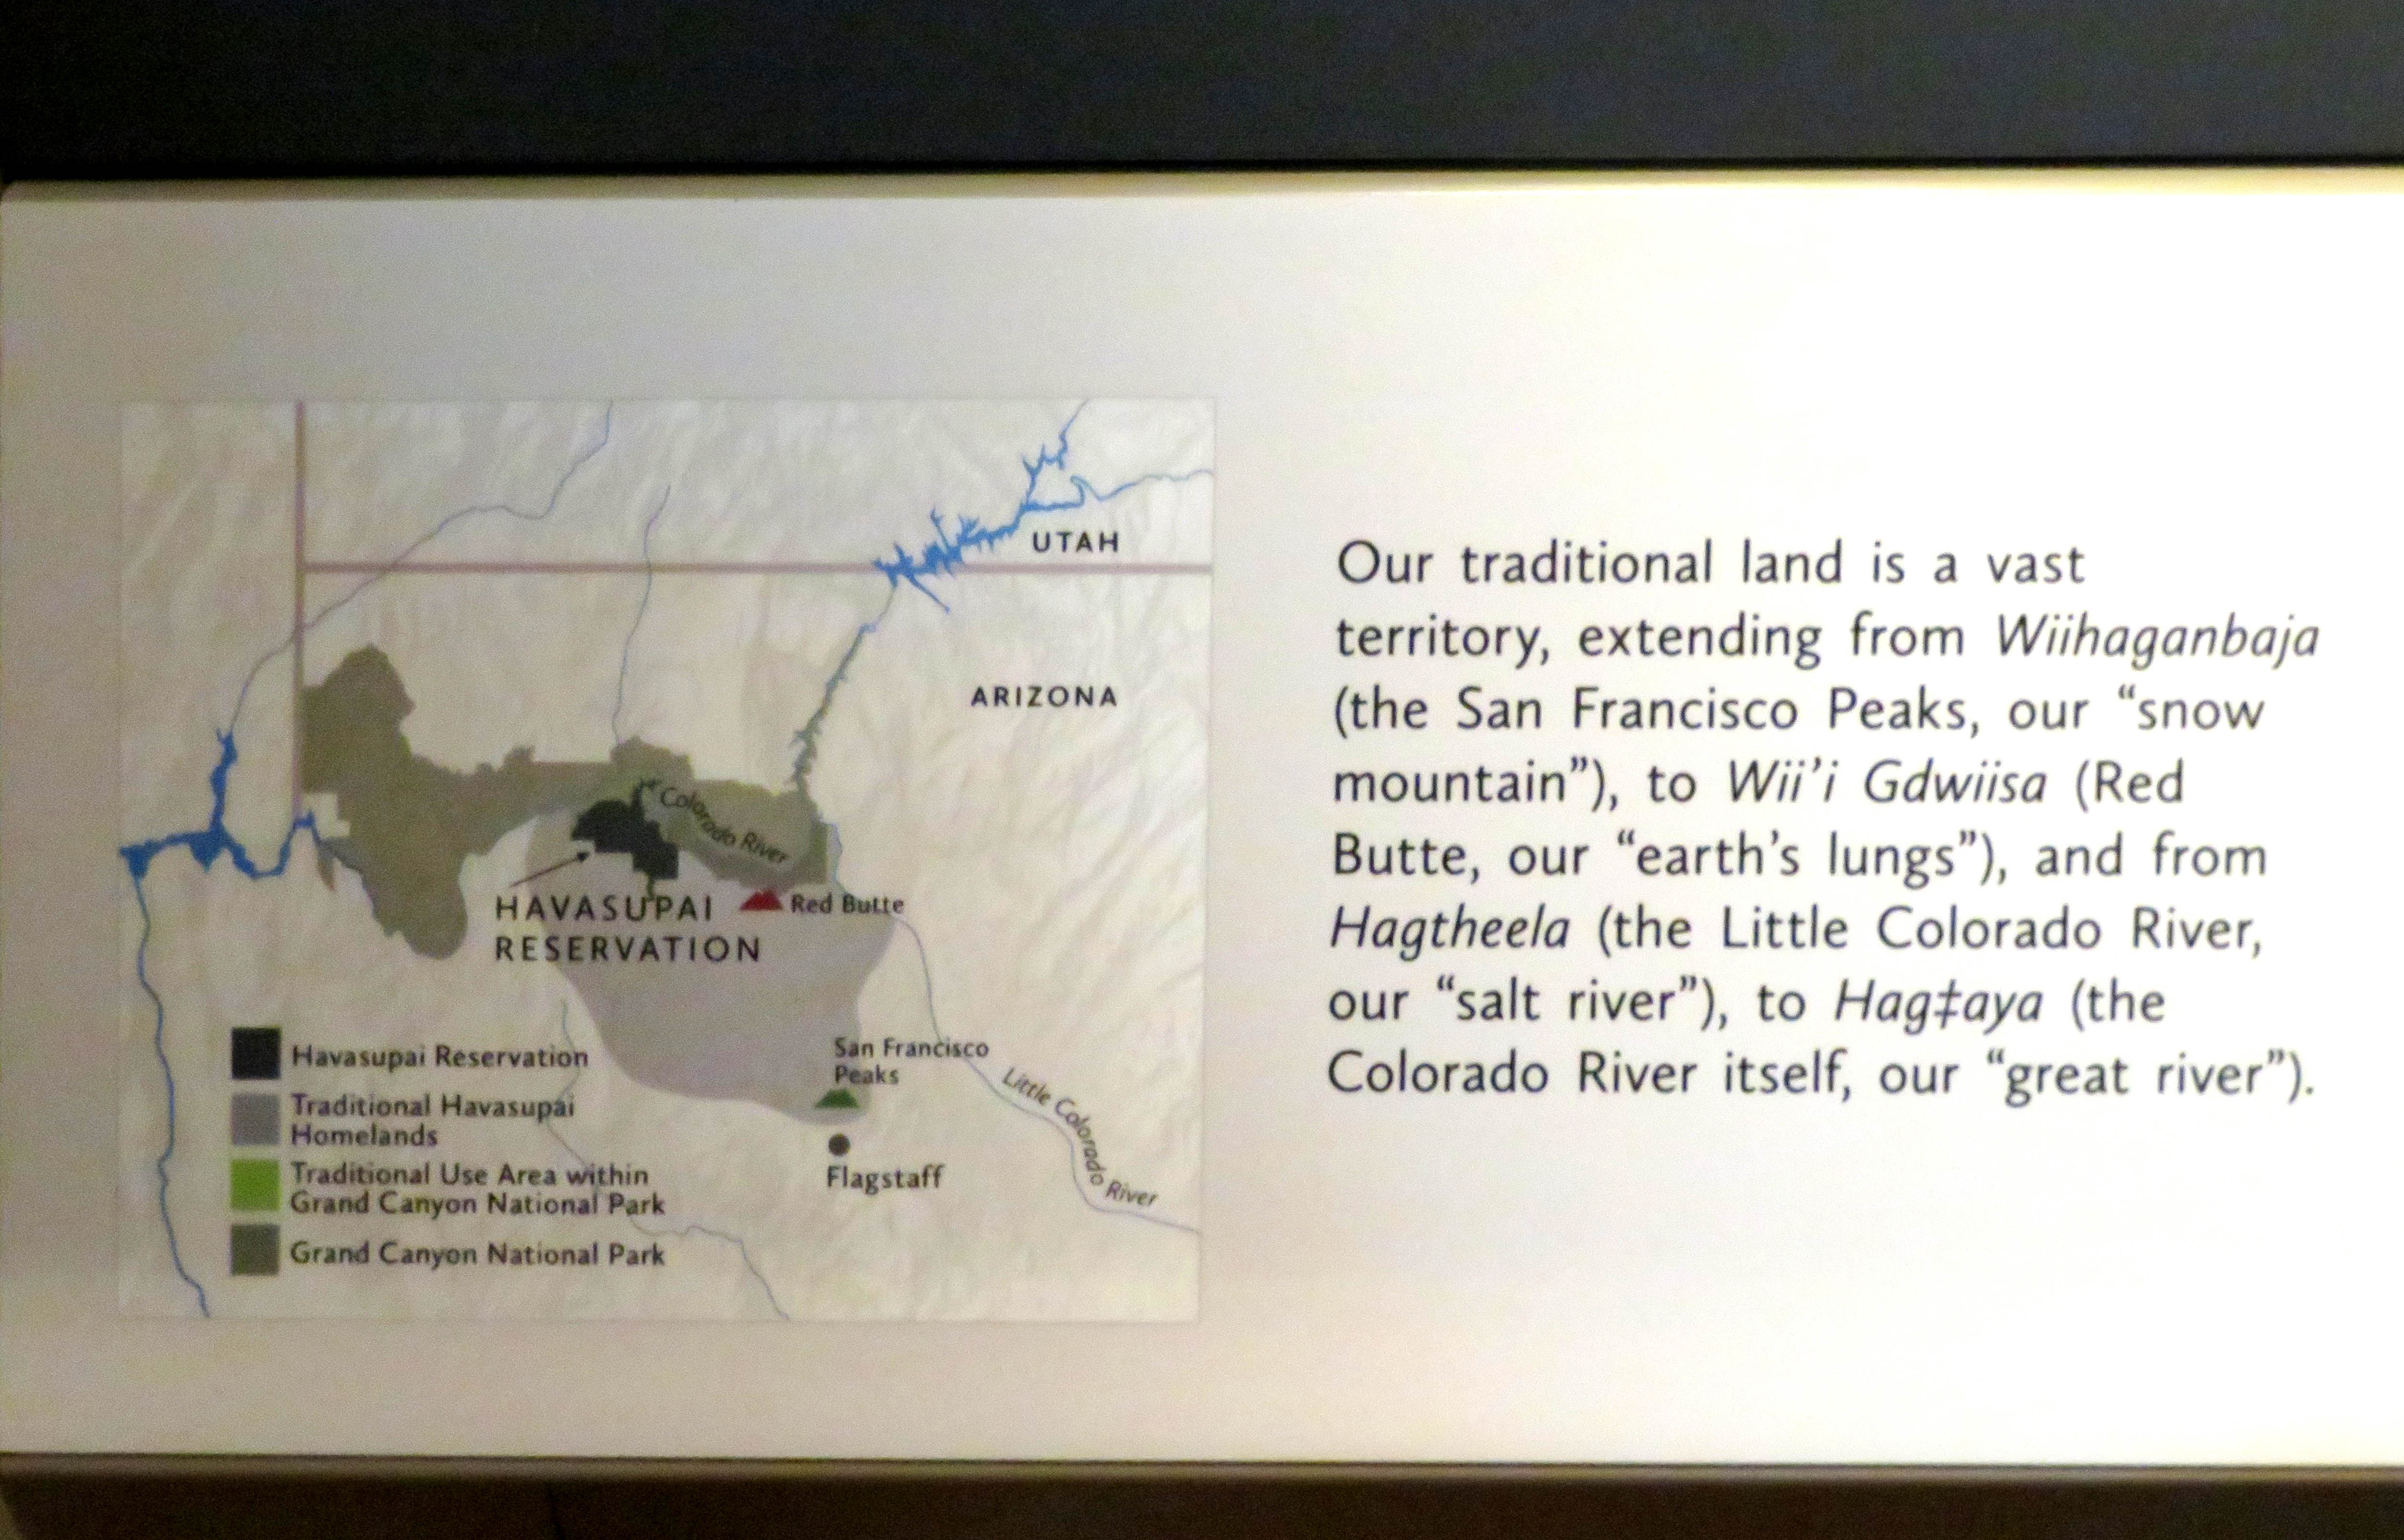 UTAH
ARIZONA
Colorado River
HAVASUPAI
RESERVATION
Red Butte
San Francisco
Peaks
Little Colorado River
Flagstaff
Havasupai Reservation
Traditional Havasupai
Homelands
Traditional Use Area within
Grand Canyon National Park
Grand Canyon National Park
Our traditional land is a vast
territory, extending from Wiihaganbaja
(the San Francisco Peaks, our “snow
mountain”), to Wii’i Gdwiisa (Red
Butte, our “earth’s lungs”), and from
Hagtheela (the Little Colorado River,
our “salt river”), to Hag‡aya (the
Colorado River itself, our “great river”).